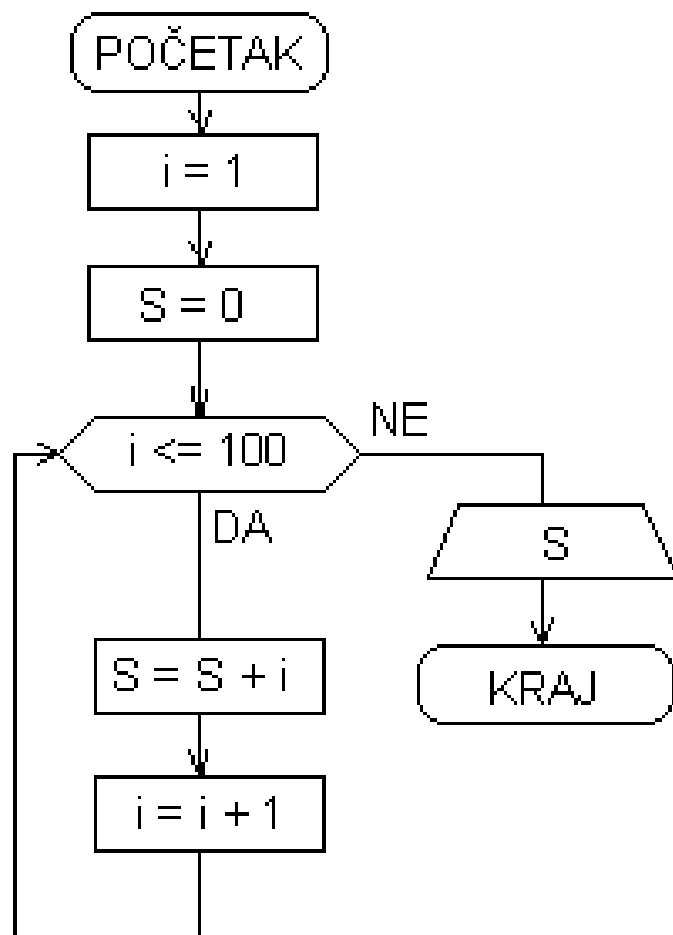 POČETAK
i = 1
S = 0
i <= 100
NE
DA
S
S = S + i
KRAJ
i = i + 1